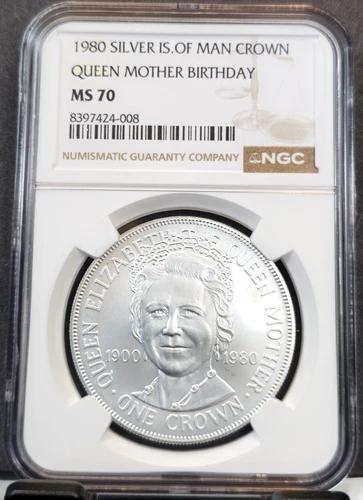 1980 SILVER IS.OF MAN CROWN
QUEEN MOTHER BIRTHDAY
MS 70
8397424-008
NUMISMATIC GUARANTY COMPANY NGC
QUEEN ELIZABETH · QUEEN MOTHER ·
1900 1980
· ONE CROWN ·